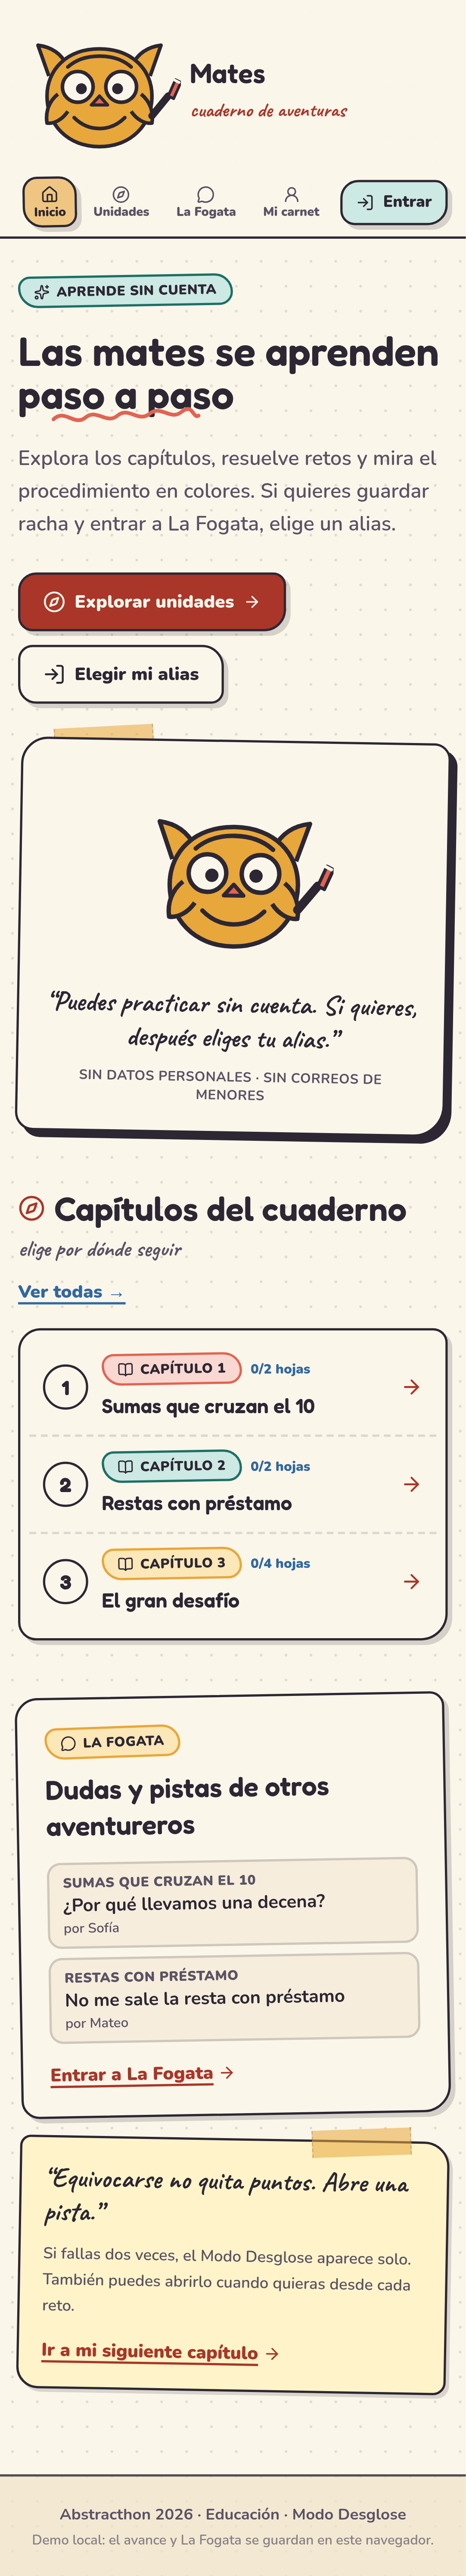 Mates
cuaderno de aventuras
Inicio
Unidades
La Fogata
Mi carnet
Entrar
APRENDE SIN CUENTA
Las mates se aprenden
paso a paso
Explora los capítulos, resuelve retos y mira el
procedimiento en colores. Si quieres guardar
racha y entrar a La Fogata, elige un alias.
Explorar unidades →
Elegir mi alias
“Puedes practicar sin cuenta. Si quieres,
después eliges tu alias.”
SIN DATOS PERSONALES · SIN CORREOS DE
MENORES
Capítulos del cuaderno
elige por dónde seguir
Ver todas →
1
CAPÍTULO 1
0/2 hojas
Sumas que cruzan el 10
2
CAPÍTULO 2
0/2 hojas
Restas con préstamo
3
CAPÍTULO 3
0/4 hojas
El gran desafío
LA FOGATA
Dudas y pistas de otros
aventureros
SUMAS QUE CRUZAN EL 10
¿Por qué llevamos una decena?
por Sofía
RESTAS CON PRÉSTAMO
No me sale la resta con préstamo
por Mateo
Entrar a La Fogata →
“Equivocarse no quita puntos. Abre una
pista.”
Si fallas dos veces, el Modo Desglose aparece solo.
También puedes abrirlo cuando quieras desde cada
reto.
Ir a mi siguiente capítulo →
Abstracthon 2026 · Educación · Modo Desglose
Demo local: el avance y La Fogata se guardan en este navegador.